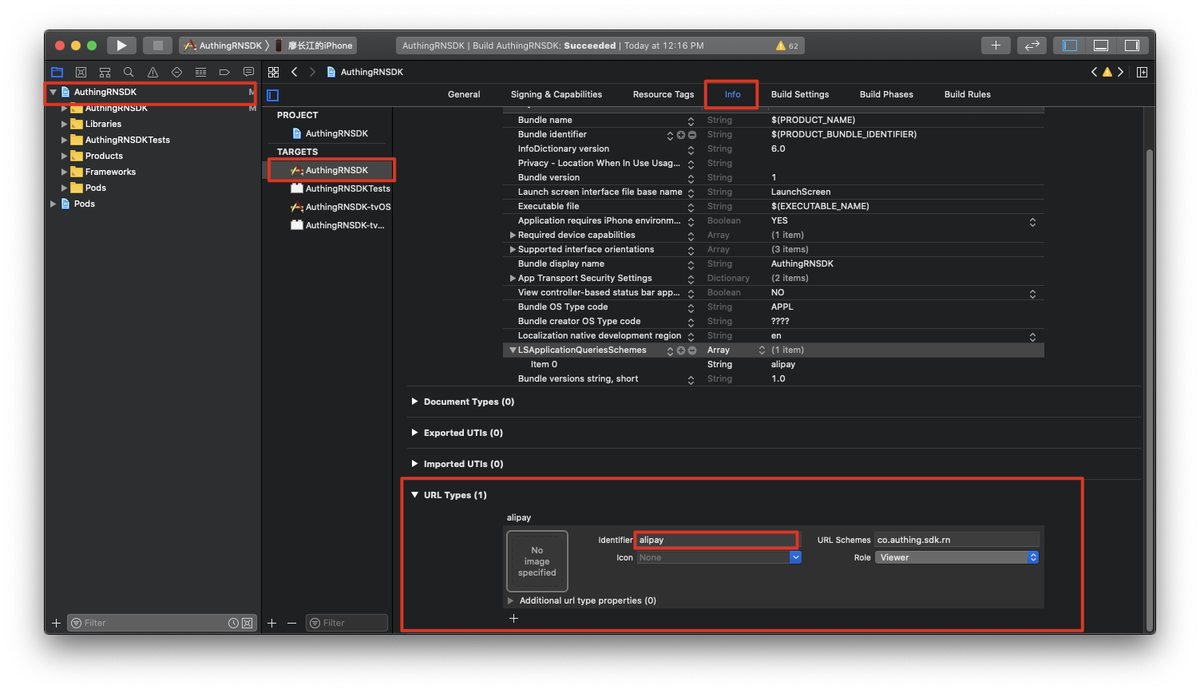 AuthingRNSDK 〉 廖长江的iPhone
AuthingRNSDK | Build AuthingRNSDK: Succeeded | Today at 12:16 PM
62
AuthingRNSDK M
AuthingRNSDK M
Libraries
AuthingRNSDKTests
Products
Frameworks
Pods
Pods
Filter
AuthingRNSDK
General
Signing & Capabilities
Resource Tags
Info
Build Settings
Build Phases
Build Rules
PROJECT
AuthingRNSDK
TARGETS
AuthingRNSDK
AuthingRNSDKTests
AuthingRNSDK-tvOS
AuthingRNSDK-tv...
Filter
Bundle name String $(PRODUCT_NAME)
Bundle identifier String $(PRODUCT_BUNDLE_IDENTIFIER)
InfoDictionary version String 6.0
Privacy - Location When In Use Usag... String
Bundle version String 1
Launch screen interface file base name String LaunchScreen
Executable file String $(EXECUTABLE_NAME)
Application requires iPhone environm... Boolean YES
Required device capabilities Array (1 item)
Supported interface orientations Array (3 items)
Bundle display name String AuthingRNSDK
App Transport Security Settings Dictionary (2 items)
View controller-based status bar app... Boolean NO
Bundle OS Type code String APPL
Bundle creator OS Type code String ????
Localization native development region String en
LSApplicationQueriesSchemes Array (1 item)
Item 0 String alipay
Bundle versions string, short String 1.0
Document Types (0)
Exported UTIs (0)
Imported UTIs (0)
URL Types (1)
alipay
No image specified
Identifier alipay URL Schemes co.authing.sdk.rn
Icon None Role Viewer
Additional url type properties (0)